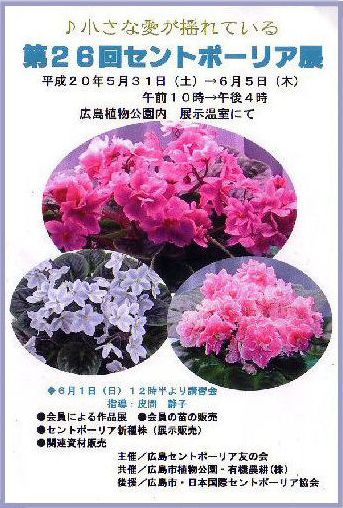 ♪小さな愛が揺れている
第26回セントポーリア展
平成20年5月31日（土）→6月5日（木）
午前10時→午後4時
広島植物公園内　展示温室にて
◆6月1日（日）12時半より講習会
指導：皮間　静子
●会員による作品展　●会員の苗の販売
●セントポーリア新種株（展示販売）
●関連資材販売
主催／広島セントポーリア友の会
共催／広島市植物公園・有機農耕（株）
後援／広島市・日本国際セントポーリア協会